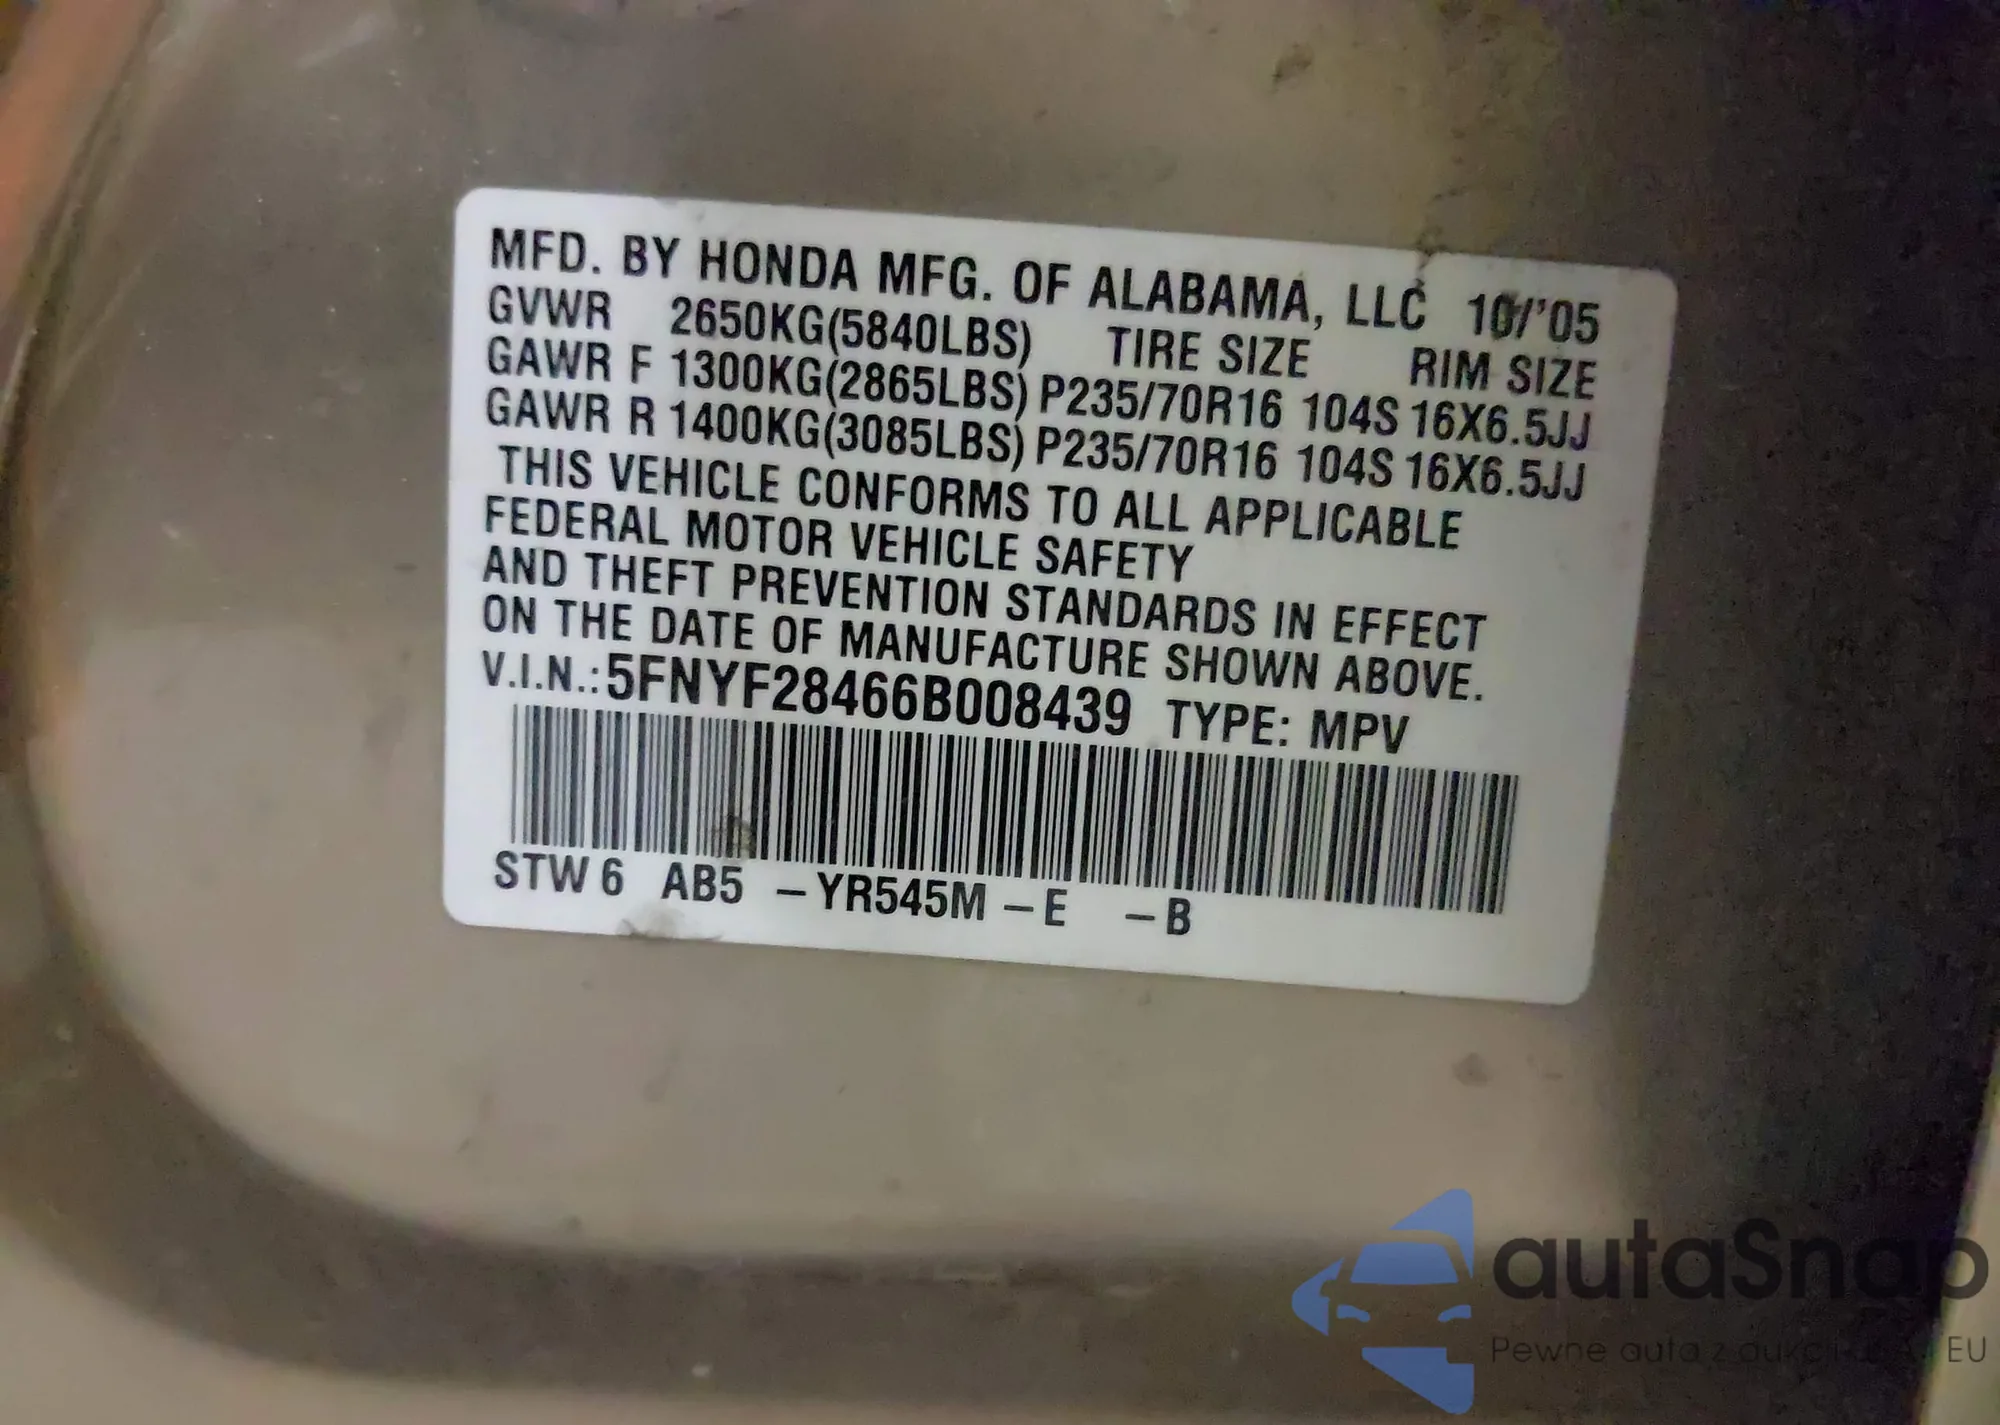 MFD. BY HONDA MFG. OF ALABAMA, LLC 10/'05
GVWR 2650KG(5840LBS) TIRE SIZE RIM SIZE
GAWR F 1300KG(2865LBS) P235/70R16 104S 16X6.5JJ
GAWR R 1400KG(3085LBS) P235/70R16 104S 16X6.5JJ
THIS VEHICLE CONFORMS TO ALL APPLICABLE
FEDERAL MOTOR VEHICLE SAFETY
AND THEFT PREVENTION STANDARDS IN EFFECT
ON THE DATE OF MANUFACTURE SHOWN ABOVE.
V.I.N.:5FNYF28466B008439 TYPE: MPV
STW 6 AB5 –YR545M –E –B
autaSnap
Pewne auta z EU